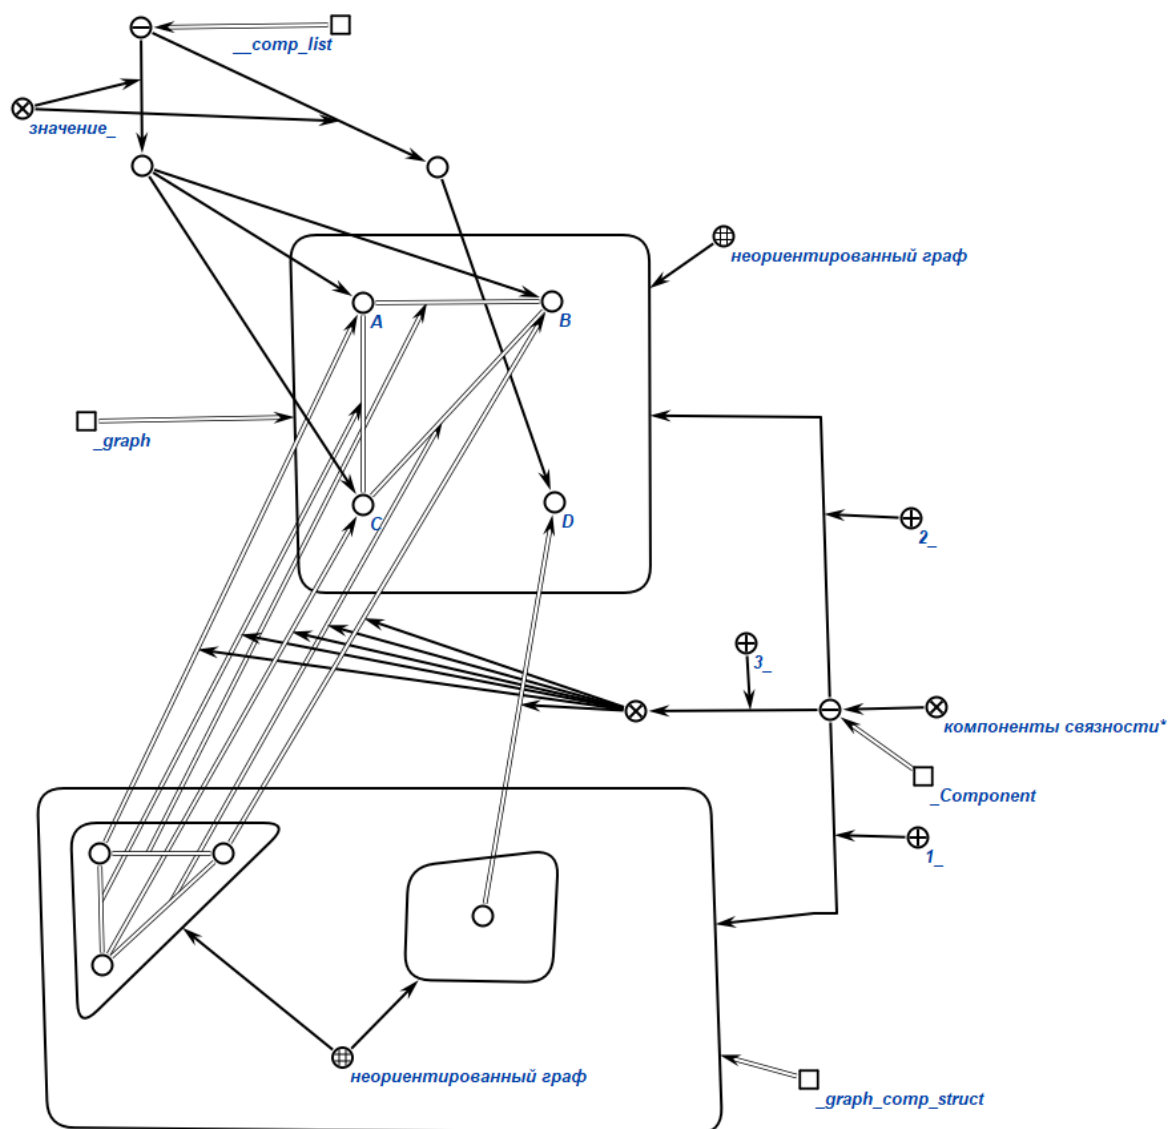 __comp_list
значение_
неориентированный граф
A
B
_graph
C
D
2_
3_
компоненты связности*
_Component
1_
неориентированный граф
_graph_comp_struct